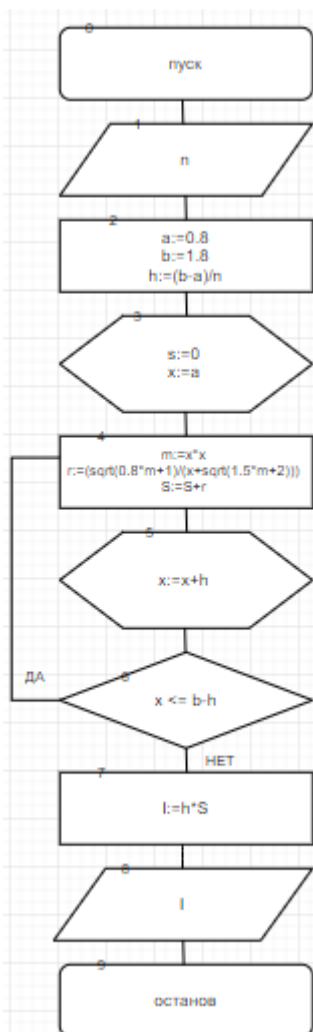 0
пуск
1
n
2
a:=0.8
b:=1.8
h:=(b-a)/n
3
s:=0
x:=a
4
m:=x*x
r:=(sqrt(0.8*m+1)/(x+sqrt(1.5*m+2)))
S:=S+r
5
x:=x+h
6
ДА
x <= b-h
НЕТ
7
I:=h*S
8
I
9
останов